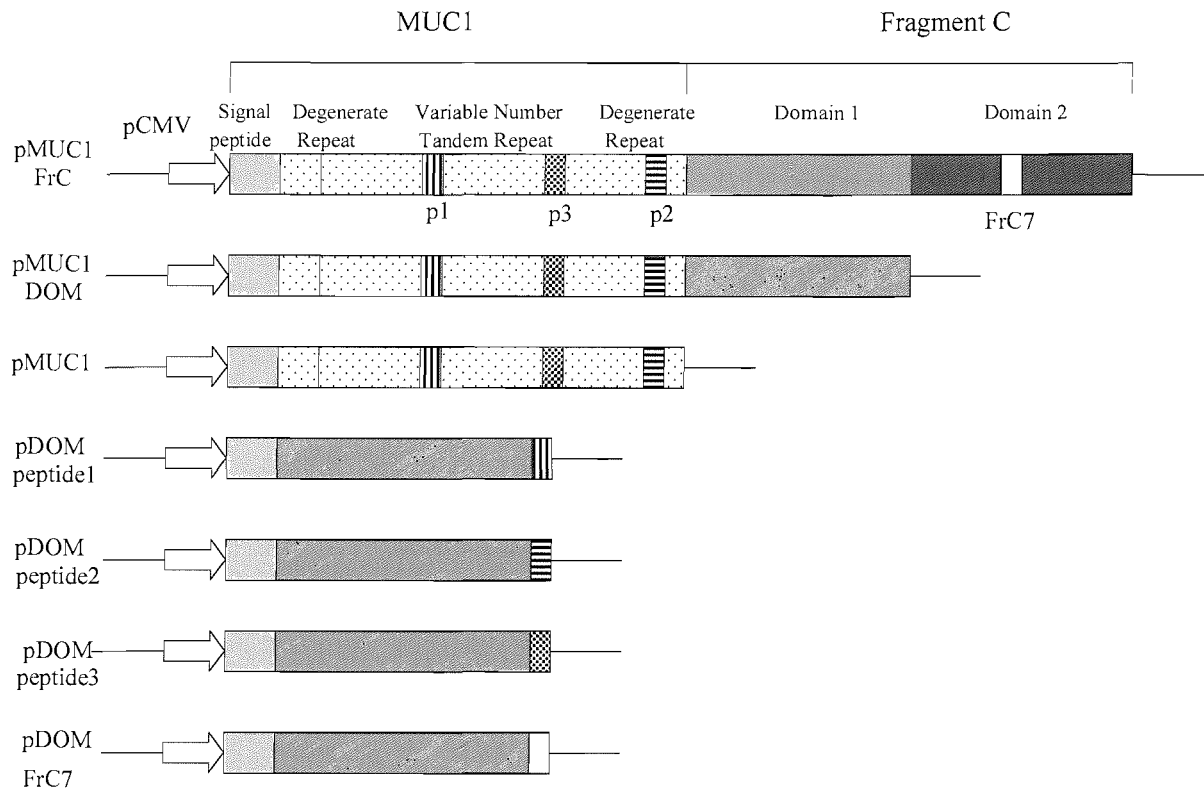 MUC1
Fragment C
pCMV
Signal
peptide
Degenerate
Repeat
Variable Number
Tandem Repeat
Degenerate
Repeat
Domain 1
Domain 2
pMUC1
FrC
p1
p3
p2
FrC7
pMUC1
DOM
pMUC1
pDOM
peptide1
pDOM
peptide2
pDOM
peptide3
pDOM
FrC7